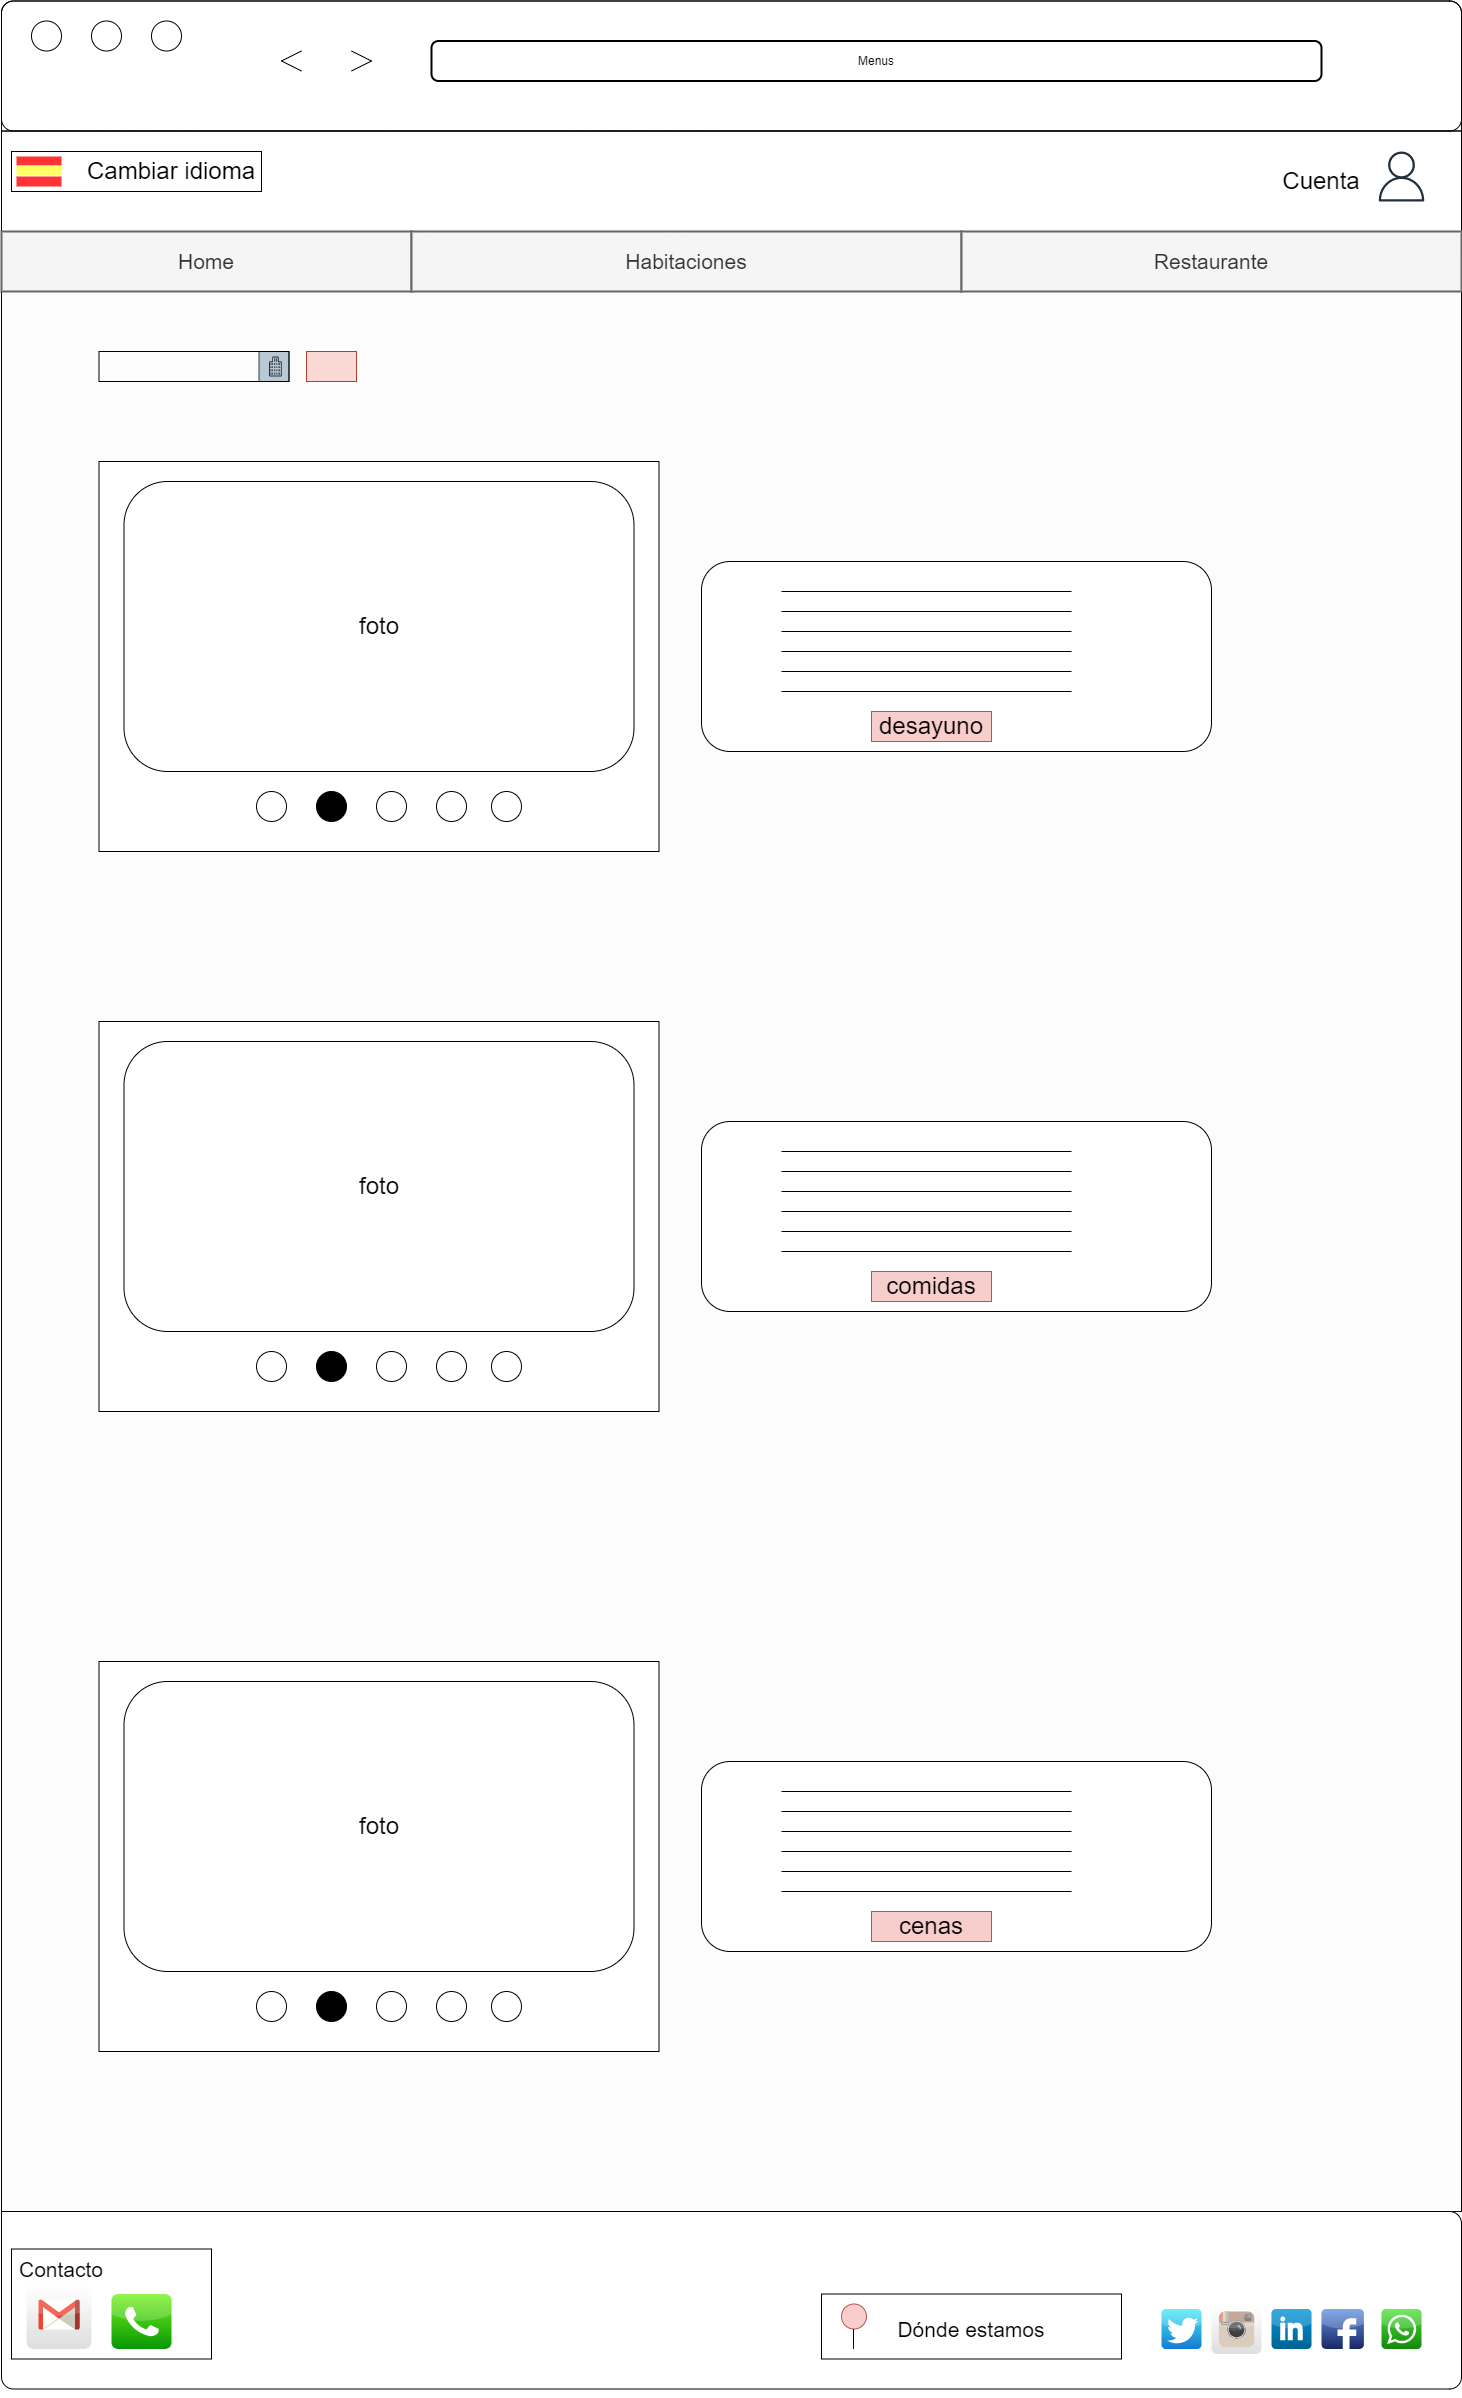 Menus
Cambiar idioma
Cuenta
Home
Habitaciones
Restaurante
foto
desayuno
foto
comidas
foto
cenas
Contacto
Dónde estamos
in